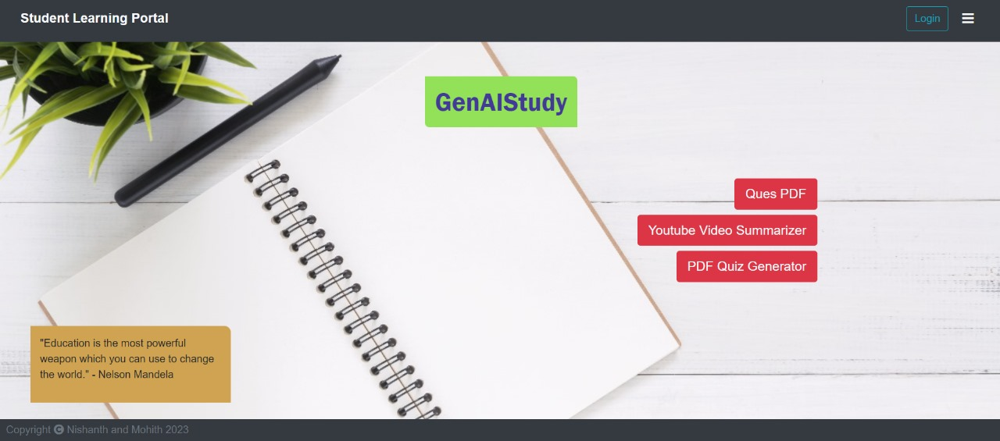 Student Learning Portal
Login
GenAIStudy
Ques PDF
Youtube Video Summarizer
PDF Quiz Generator
"Education is the most powerful
weapon which you can use to change
the world." - Nelson Mandela
Copyright © Nishanth and Mohith 2023